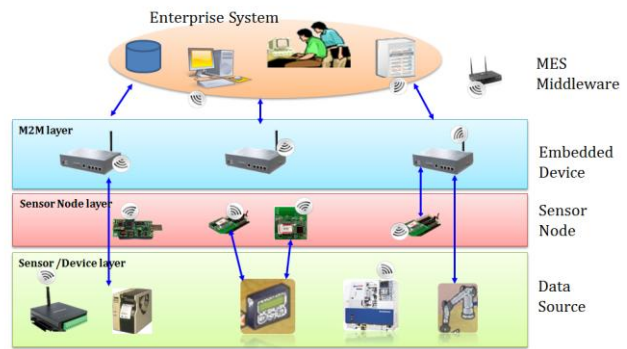 Enterprise System
MES
Middleware
M2M layer
Embedded
Device
Sensor Node layer
Sensor
Node
Sensor /Device layer
Data
Source